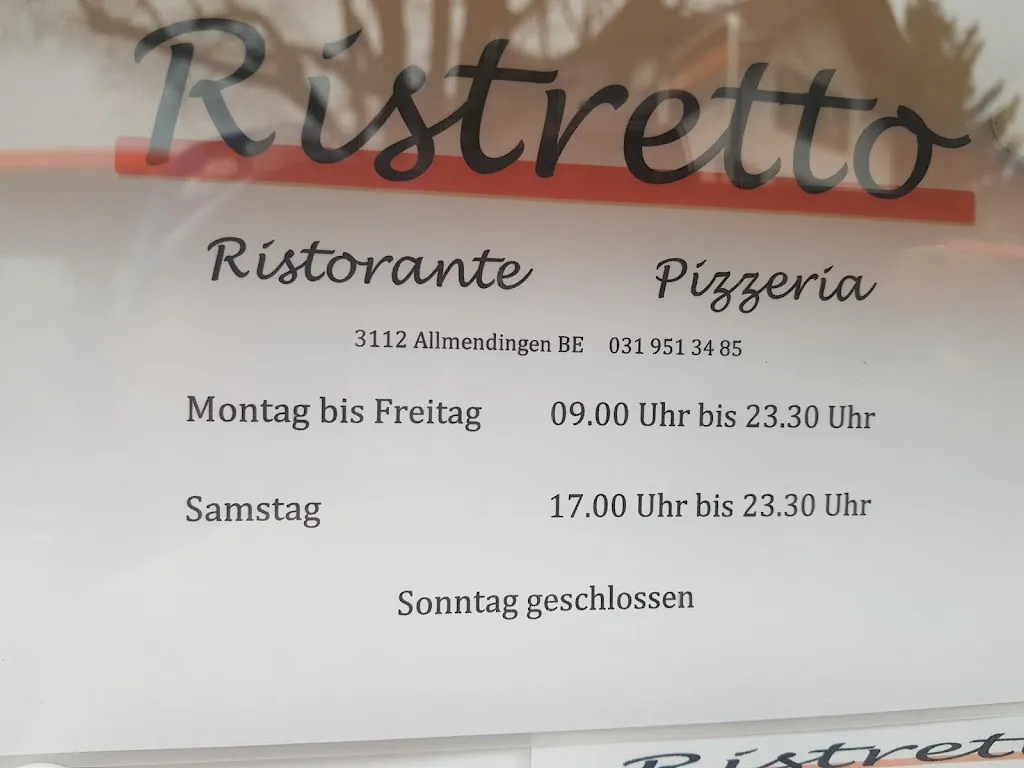 Ristretto
Ristorante Pizzeria
3112 Allmendingen BE 031 951 34 85
Montag bis Freitag 09.00 Uhr bis 23.30 Uhr
Samstag 17.00 Uhr bis 23.30 Uhr
Sonntag geschlossen
Ristretto